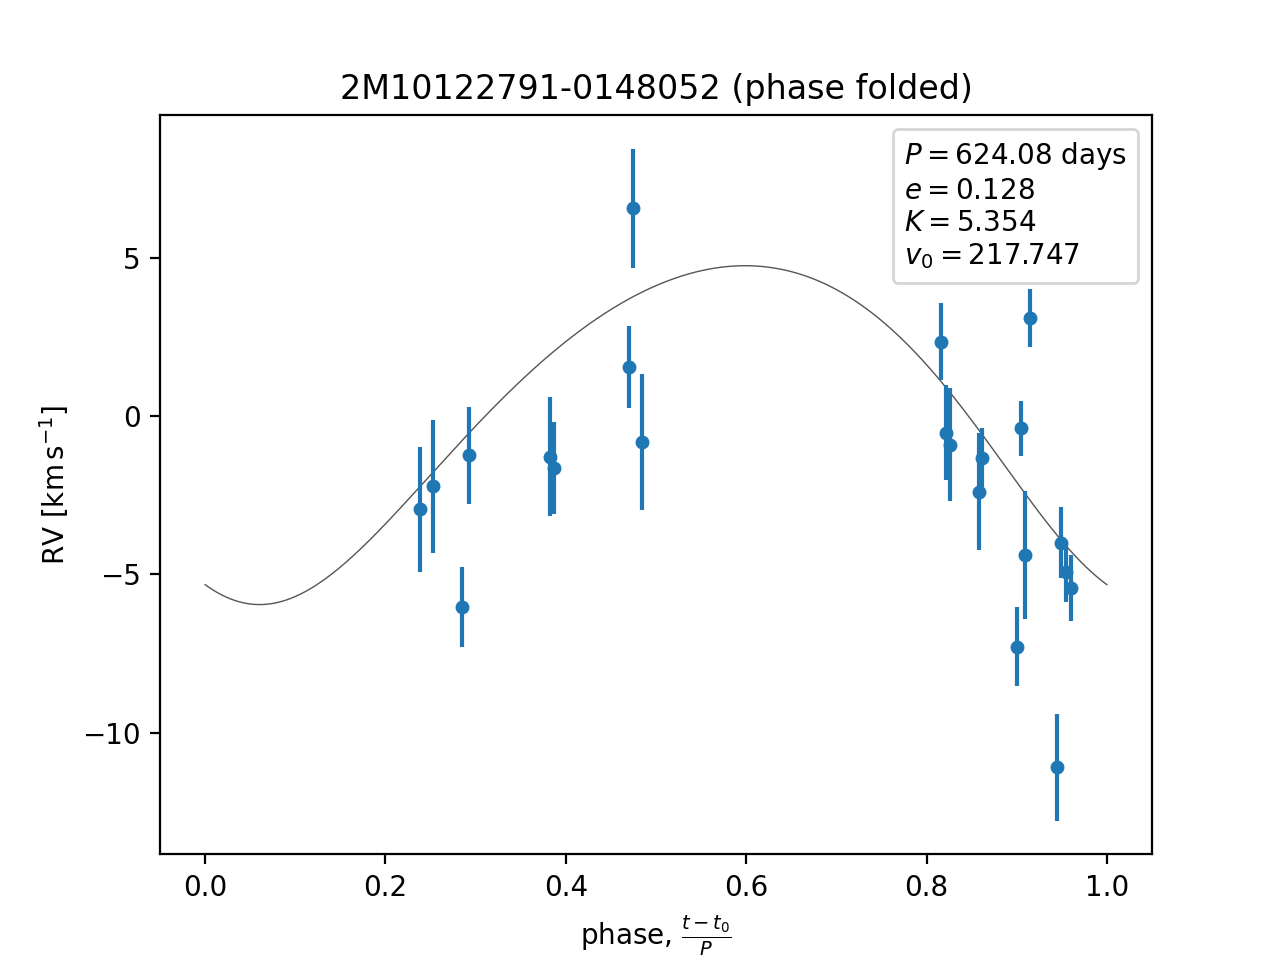 2M10122791-0148052 (phase folded)
P = 624.08 days
e = 0.128
K = 5.354
v₀ = 217.747
5
0
−5
−10
RV [km s⁻¹]
0.0 0.2 0.4 0.6 0.8 1.0
phase, (t − t₀)/P